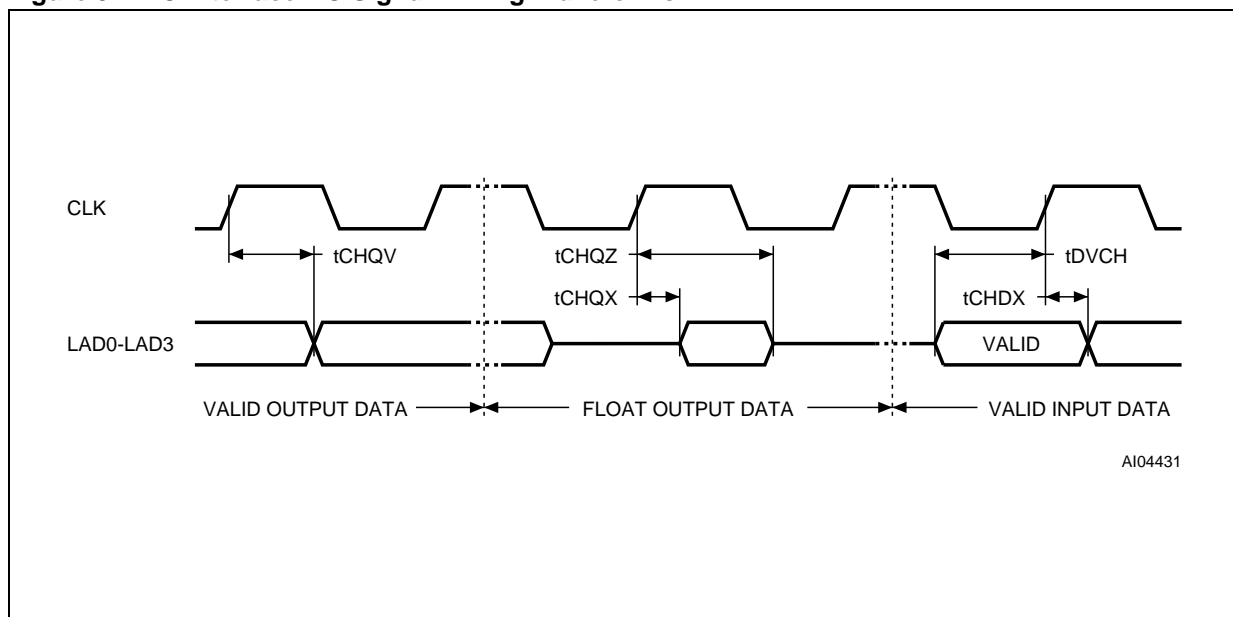 CLK
tCHQV
tCHQZ
tDVCH
tCHQX
tCHDX
LAD0-LAD3
VALID
VALID OUTPUT DATA
FLOAT OUTPUT DATA
VALID INPUT DATA
AI04431